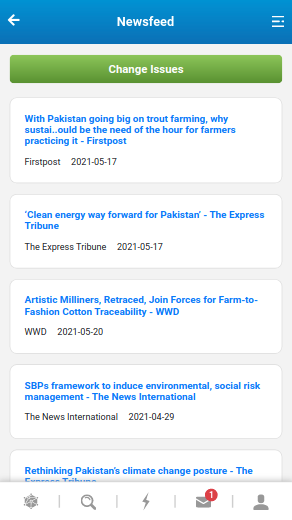 Newsfeed
Change Issues
With Pakistan going big on trout farming, why
sustai..ould be the need of the hour for farmers
practicing it - Firstpost
Firstpost 2021-05-17
'Clean energy way forward for Pakistan' - The Express
Tribune
The Express Tribune 2021-05-17
Artistic Milliners, Retraced, Join Forces for Farm-to-
Fashion Cotton Traceability - WWD
WWD 2021-05-20
SBPs framework to induce environmental, social risk
management - The News International
The News International 2021-04-29
Rethinking Pakistan's climate change posture - The
Express Tribune
1